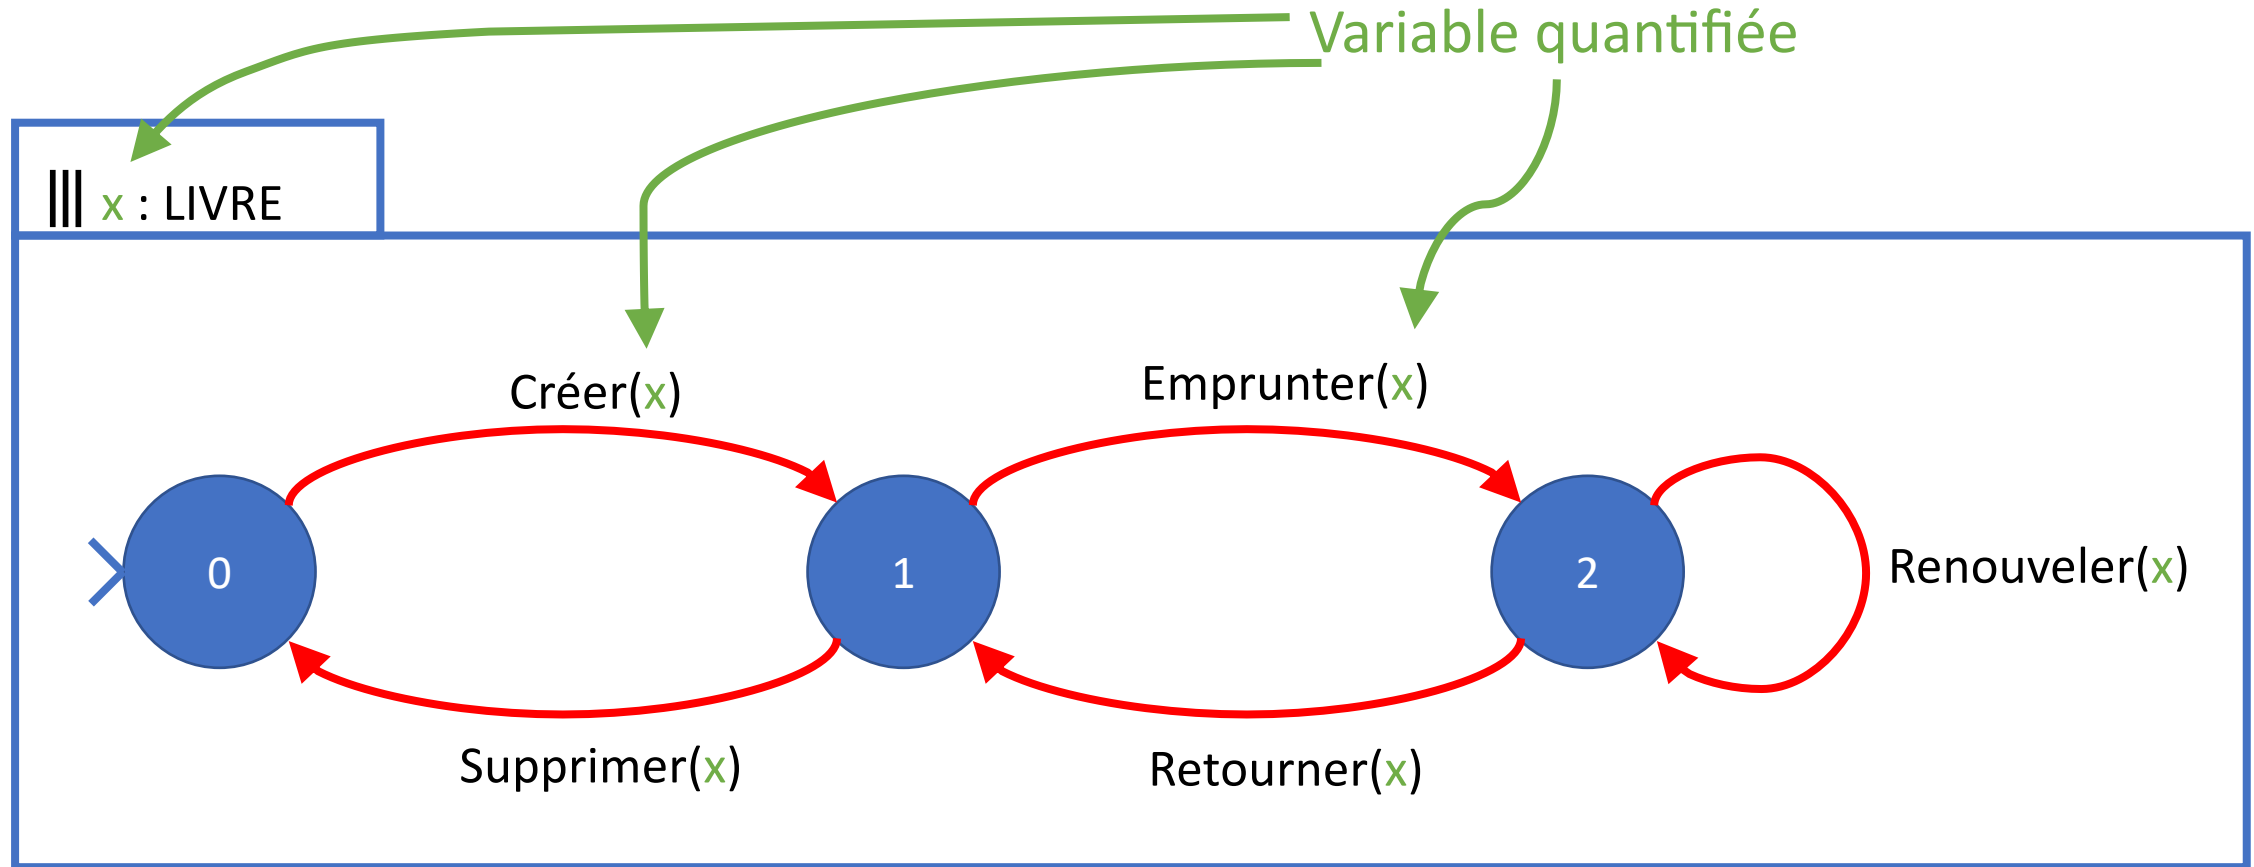 Variable quantifiée
||| x : LIVRE
Créer(x)
Emprunter(x)
0
1
2
Renouveler(x)
Supprimer(x)
Retourner(x)